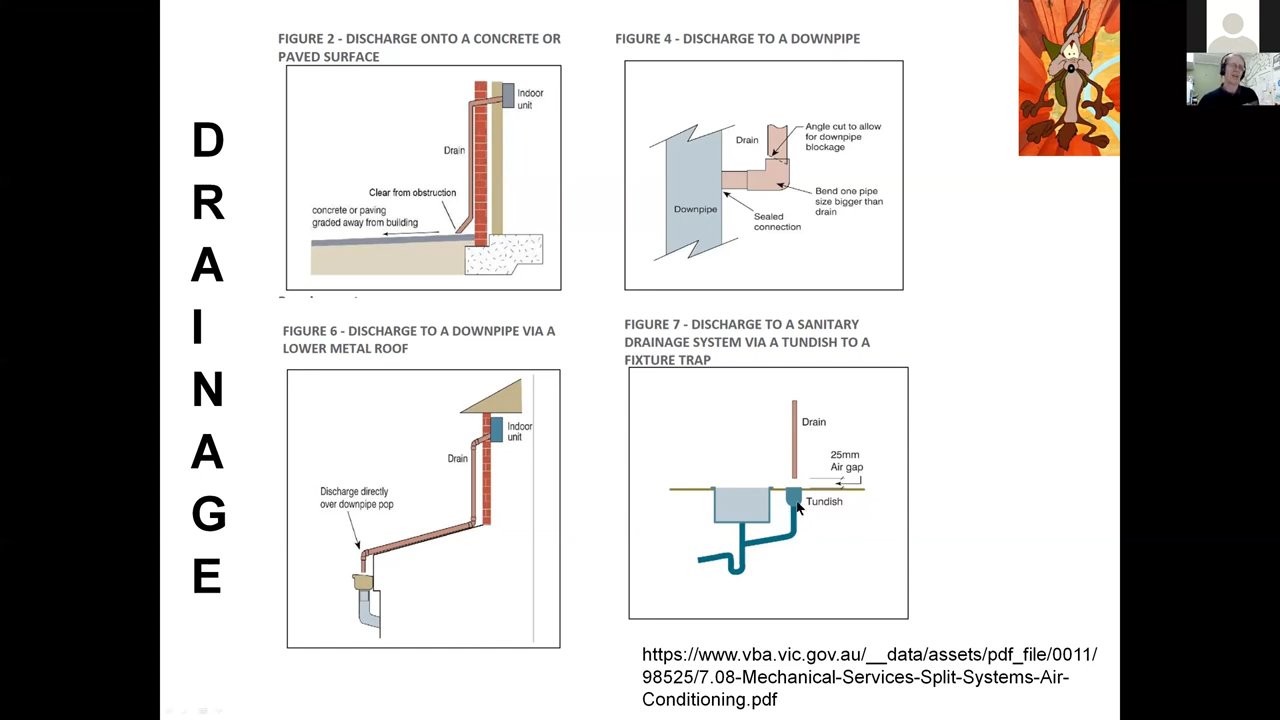 D
R
A
I
N
A
G
E
FIGURE 2 - DISCHARGE ONTO A CONCRETE OR
PAVED SURFACE
Indoor
unit
Drain
Clear from obstruction
concrete or paving
graded away from building
FIGURE 4 - DISCHARGE TO A DOWNPIPE
Drain
Angle cut to allow
for downpipe
blockage
Downpipe
Bend one pipe
size bigger than
drain
Sealed
connection
FIGURE 6 - DISCHARGE TO A DOWNPIPE VIA A
LOWER METAL ROOF
Indoor
unit
Drain
Discharge directly
over downpipe pop
FIGURE 7 - DISCHARGE TO A SANITARY
DRAINAGE SYSTEM VIA A TUNDISH TO A
FIXTURE TRAP
Drain
25mm
Air gap
Tundish
https://www.vba.vic.gov.au/__data/assets/pdf_file/0011/
98525/7.08-Mechanical-Services-Split-Systems-Air-
Conditioning.pdf